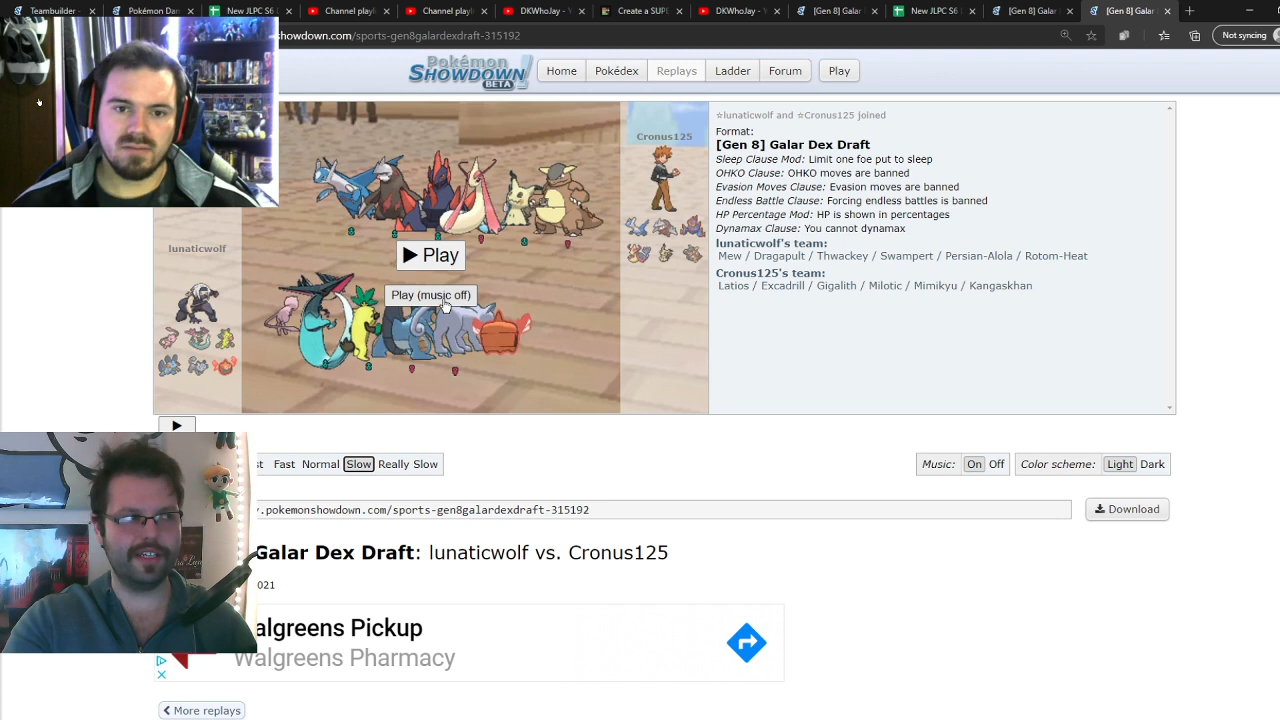 Teambuilder -
Pokémon Dam
New JLPC S6
Channel playl
Channel playl
DKWhoJay -
Create a SUPE
DKWhoJay - Y
[Gen 8] Galar
New JLPC S6 [
[Gen 8] Galar
[Gen 8] Galar
howdown.com/sports-gen8galardexdraft-315192
Not syncing
Pokémon
SHOWDOWN!
BETA
Home
Pokédex
Replays
Ladder
Forum
Play
Cronus125
lunaticwolf
▶ Play
Play (music off)
☆lunaticwolf and ☆Cronus125 joined
Format:
[Gen 8] Galar Dex Draft
Sleep Clause Mod: Limit one foe put to sleep
OHKO Clause: OHKO moves are banned
Evasion Moves Clause: Evasion moves are banned
Endless Battle Clause: Forcing endless battles is banned
HP Percentage Mod: HP is shown in percentages
Dynamax Clause: You cannot dynamax
lunaticwolf's team:
Mew / Dragapult / Thwackey / Swampert / Persian-Alola / Rotom-Heat
Cronus125's team:
Latios / Excadrill / Gigalith / Milotic / Mimikyu / Kangaskhan
st Fast Normal Slow Really Slow
Music: On Off
Color scheme: Light Dark
y.pokemonshowdown.com/sports-gen8galardexdraft-315192
Download
Galar Dex Draft: lunaticwolf vs. Cronus125
021
algreens Pickup
Walgreens Pharmacy
More replays